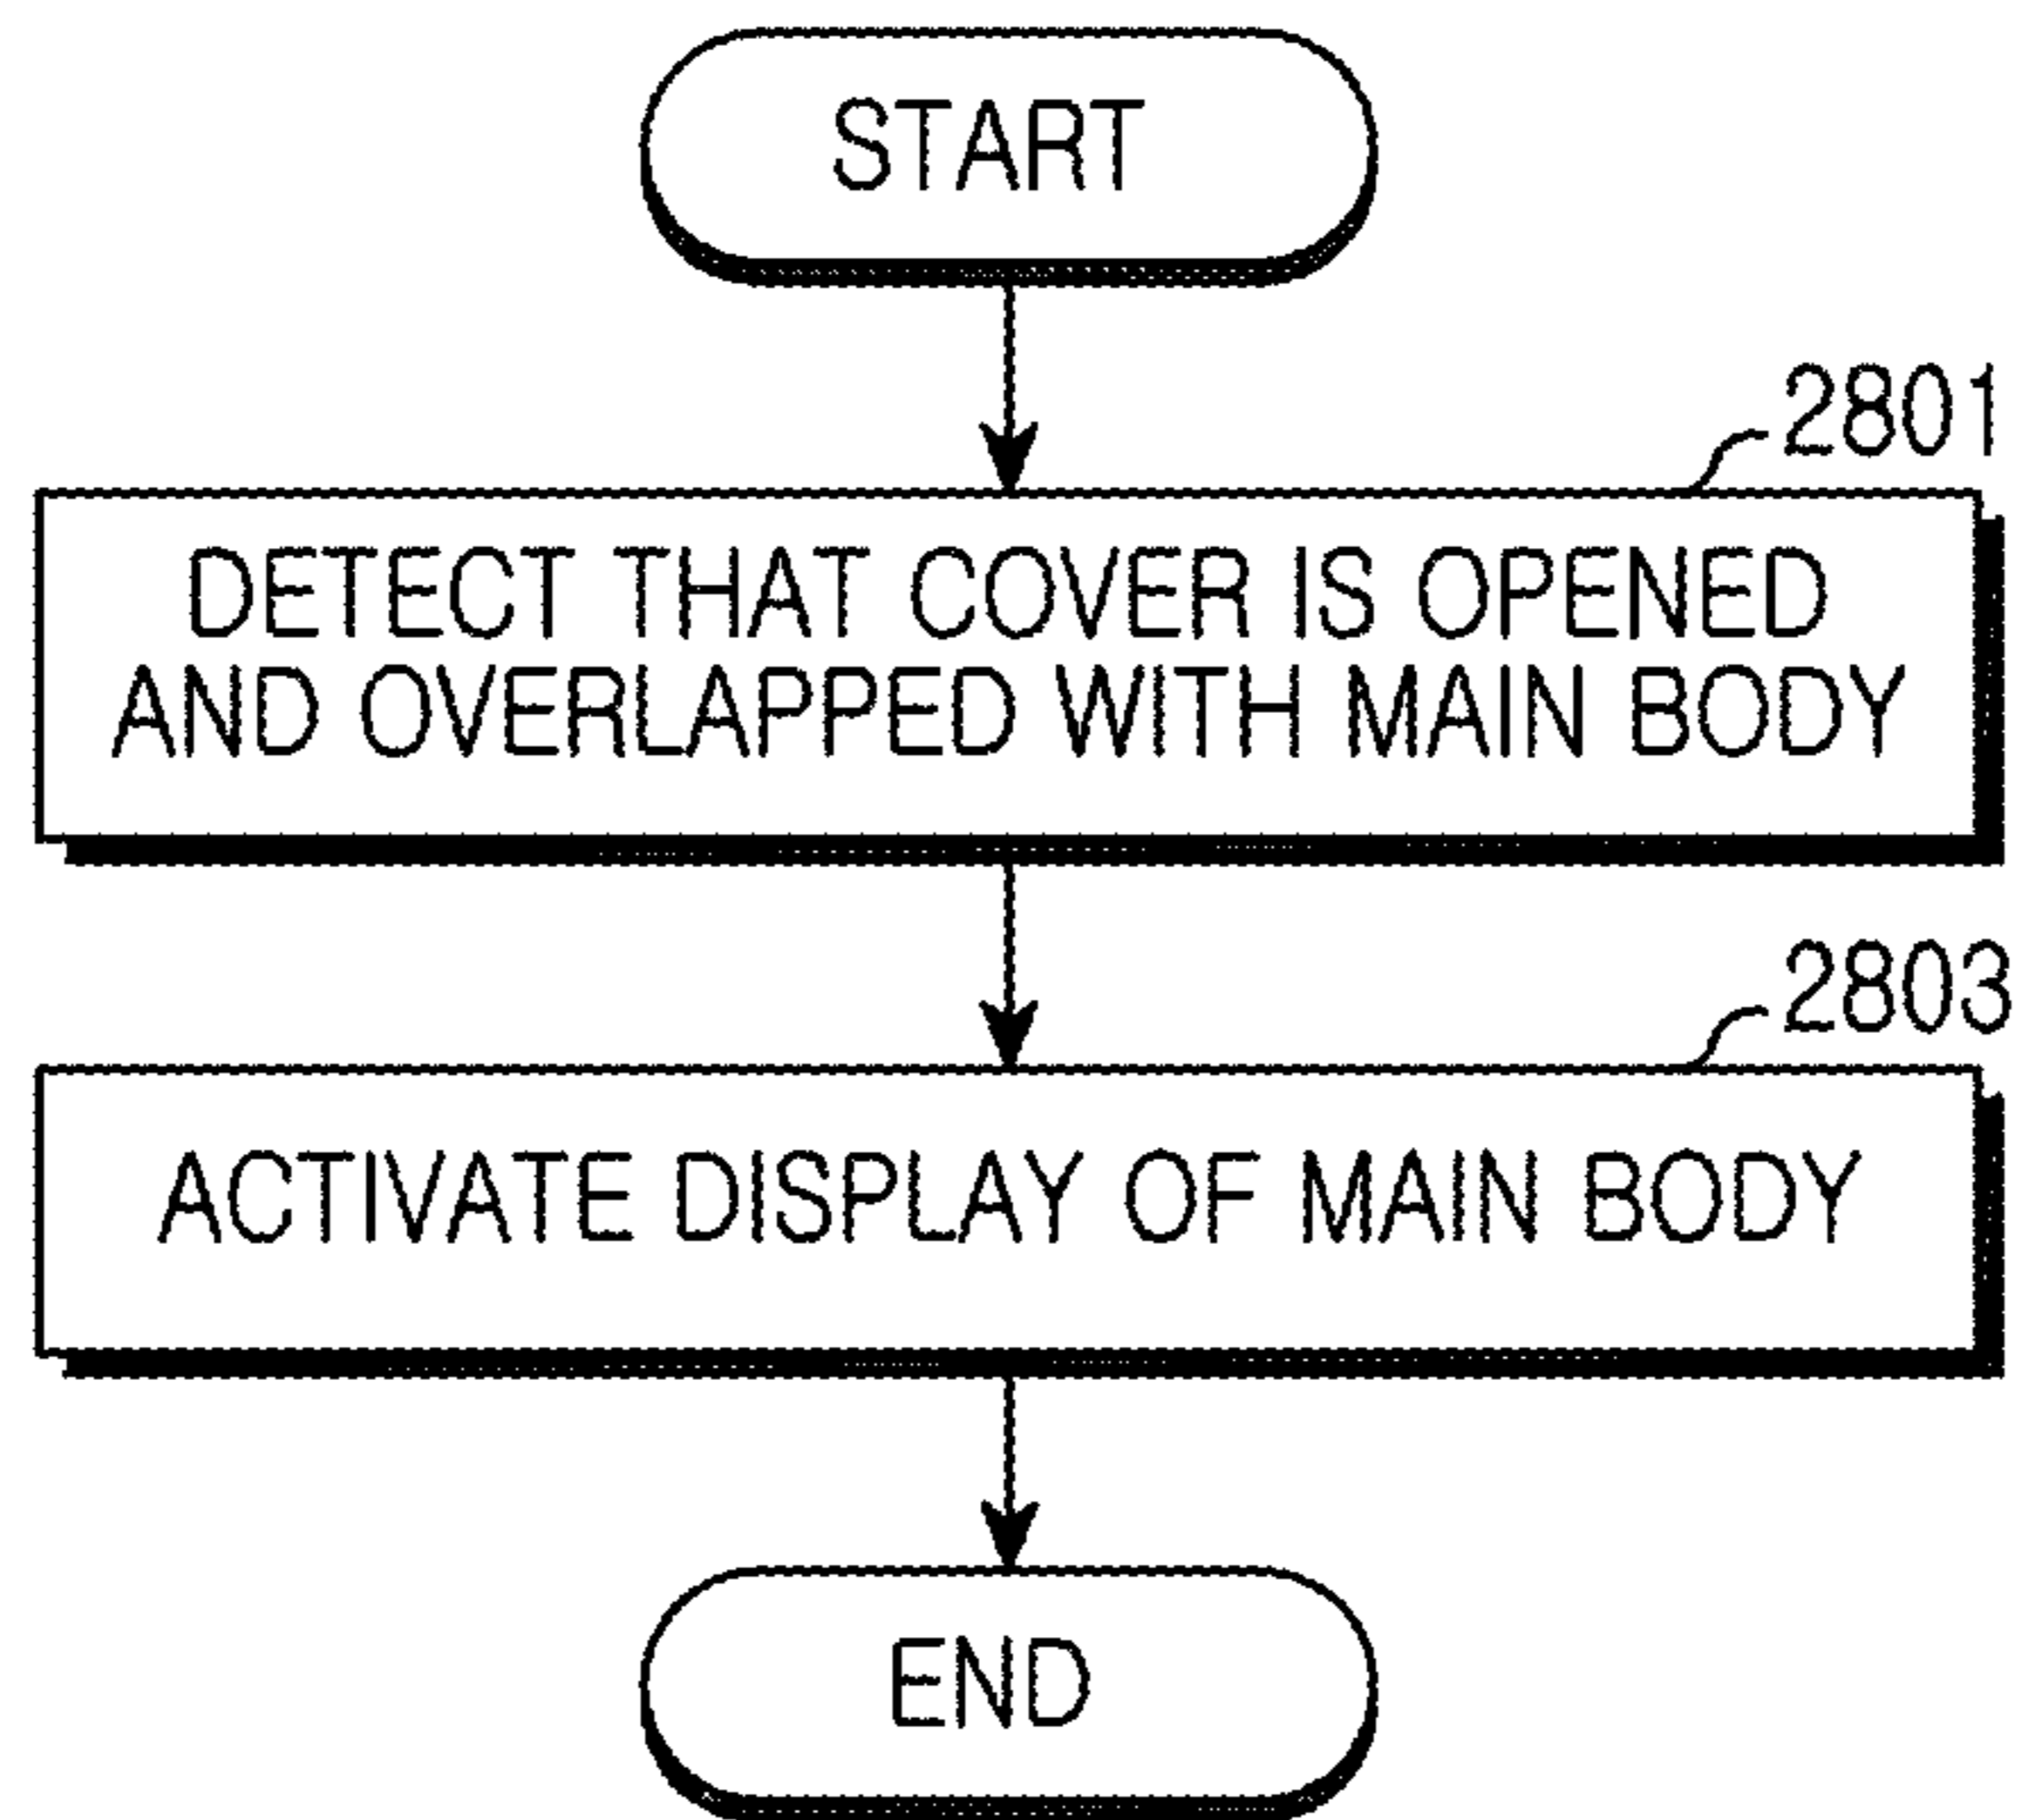 START
2801
DETECT THAT COVER IS OPENED
AND OVERLAPPED WITH MAIN BODY
2803
ACTIVATE DISPLAY OF MAIN BODY
END